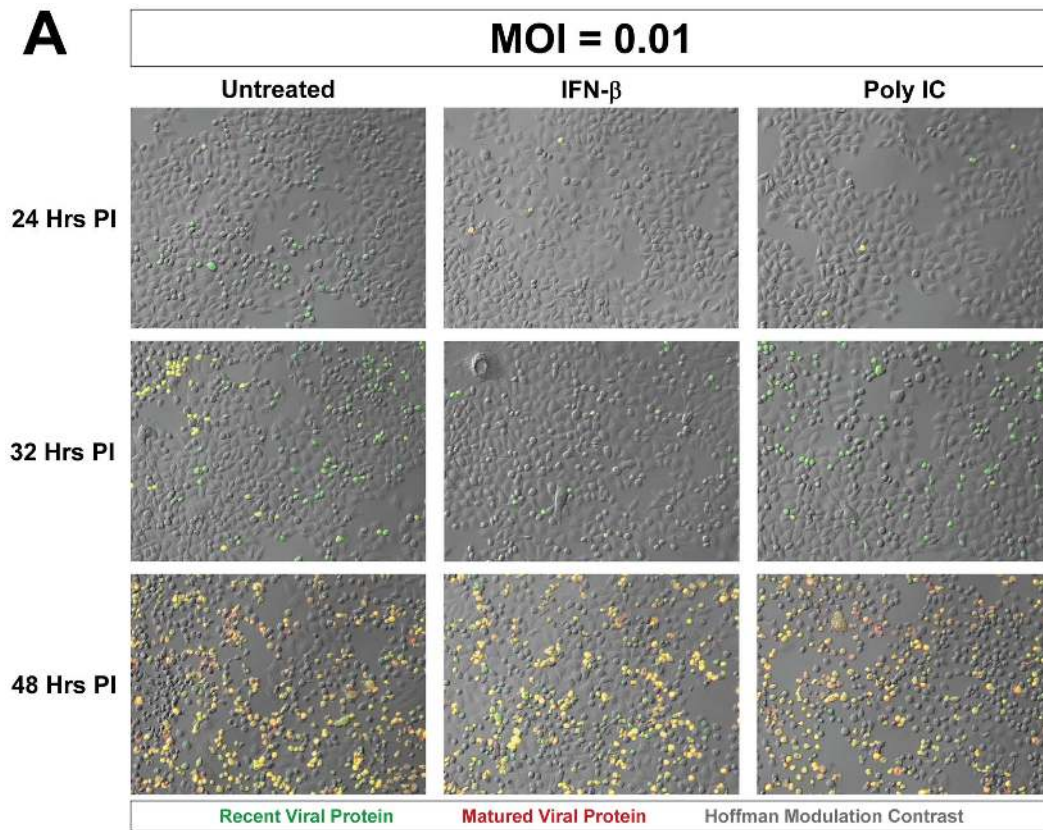 A
MOI = 0.01
Untreated IFN-β Poly IC
24 Hrs PI
32 Hrs PI
48 Hrs PI
Recent Viral Protein Matured Viral Protein Hoffman Modulation Contrast